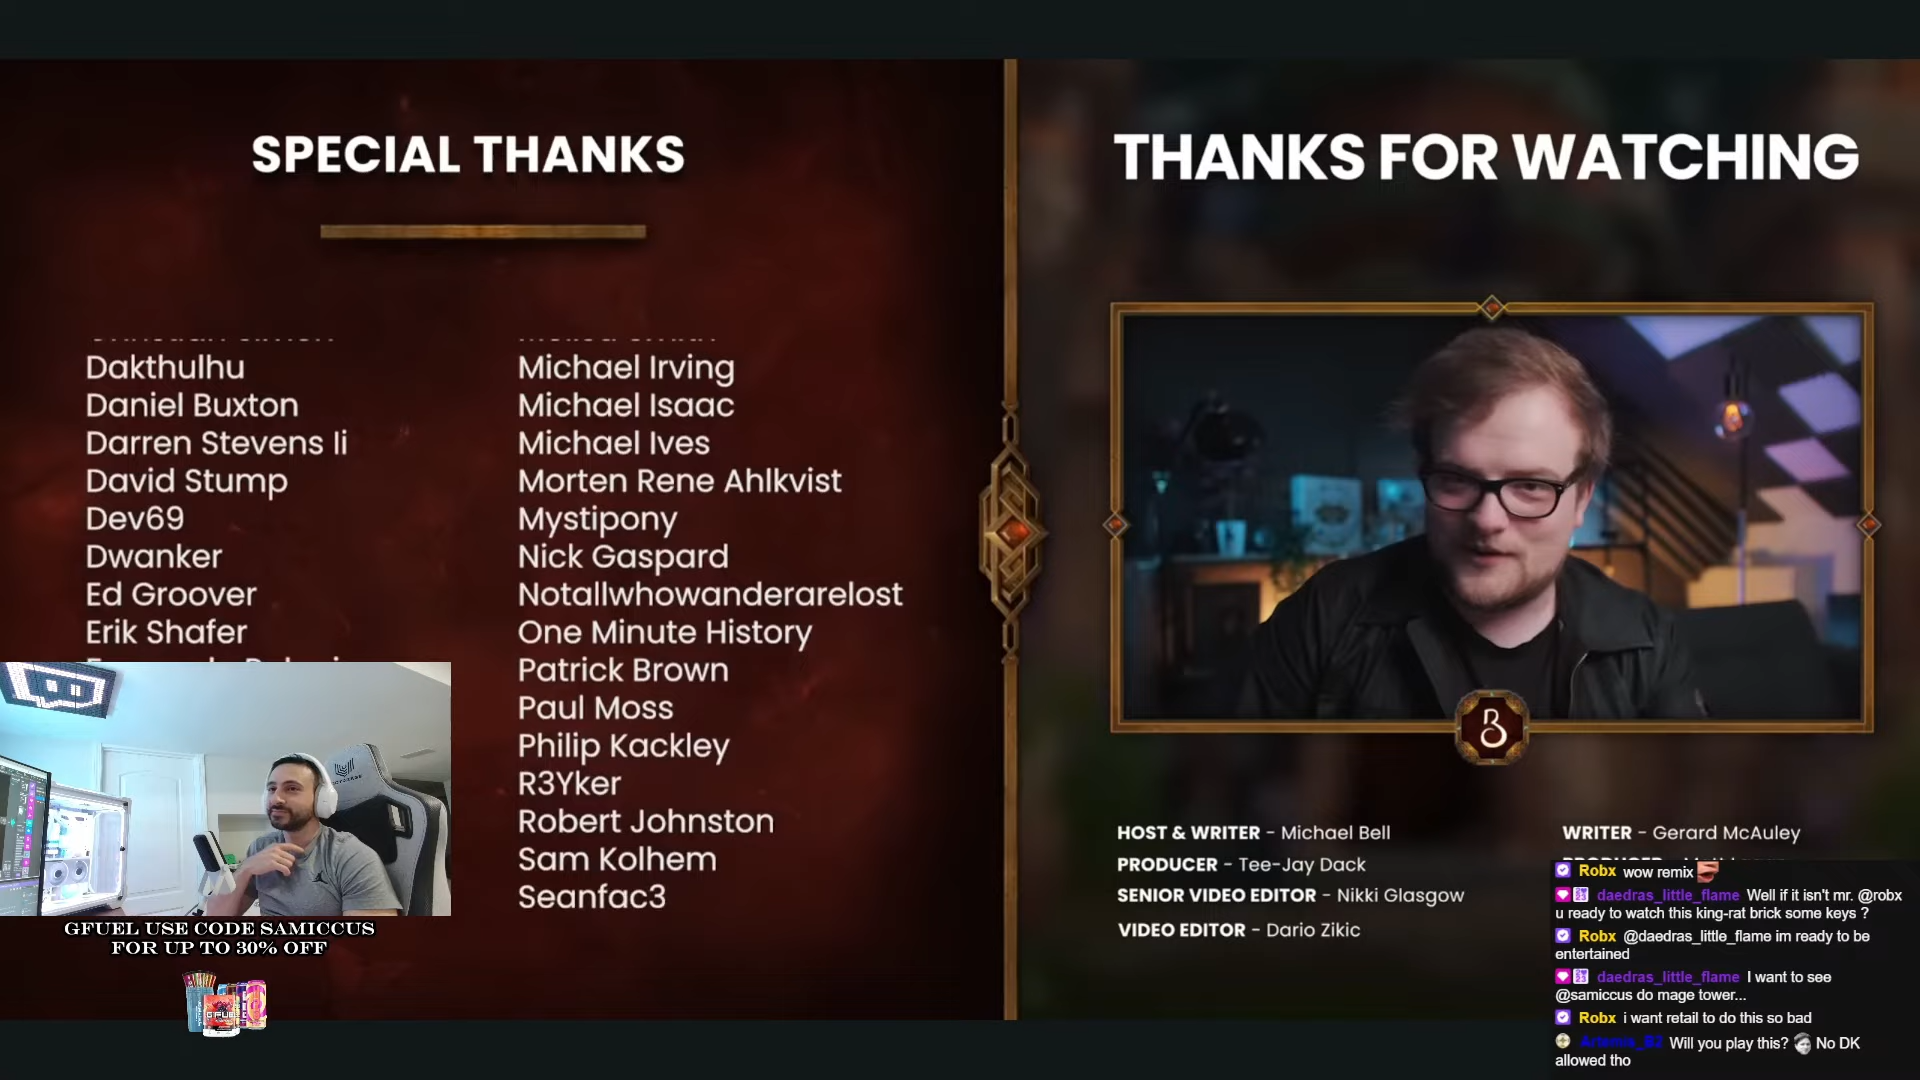 SPECIAL THANKS
Dakthulhu
Daniel Buxton
Darren Stevens Ii
David Stump
Dev69
Dwanker
Ed Groover
Erik Shafer
Michael Irving
Michael Isaac
Michael Ives
Morten Rene Ahlkvist
Mystipony
Nick Gaspard
Notallwhowanderarelost
One Minute History
Patrick Brown
Paul Moss
Philip Kackley
R3Yker
Robert Johnston
Sam Kolhem
Seanfac3
THANKS FOR WATCHING
B
HOST & WRITER - Michael Bell
PRODUCER - Tee-Jay Dack
SENIOR VIDEO EDITOR - Nikki Glasgow
VIDEO EDITOR - Dario Zikic
WRITER - Gerard McAuley
GFUEL USE CODE SAMICCUS
FOR UP TO 30% OFF
GFUEL
Robx wow remix
daedras_little_flame Well if it isn't mr. @robx
u ready to watch this king-rat brick some keys ?
Robx @daedras_little_flame im ready to be
entertained
daedras_little_flame I want to see
@samiccus do mage tower...
Robx i want retail to do this so bad
Will you play this? No DK
allowed tho